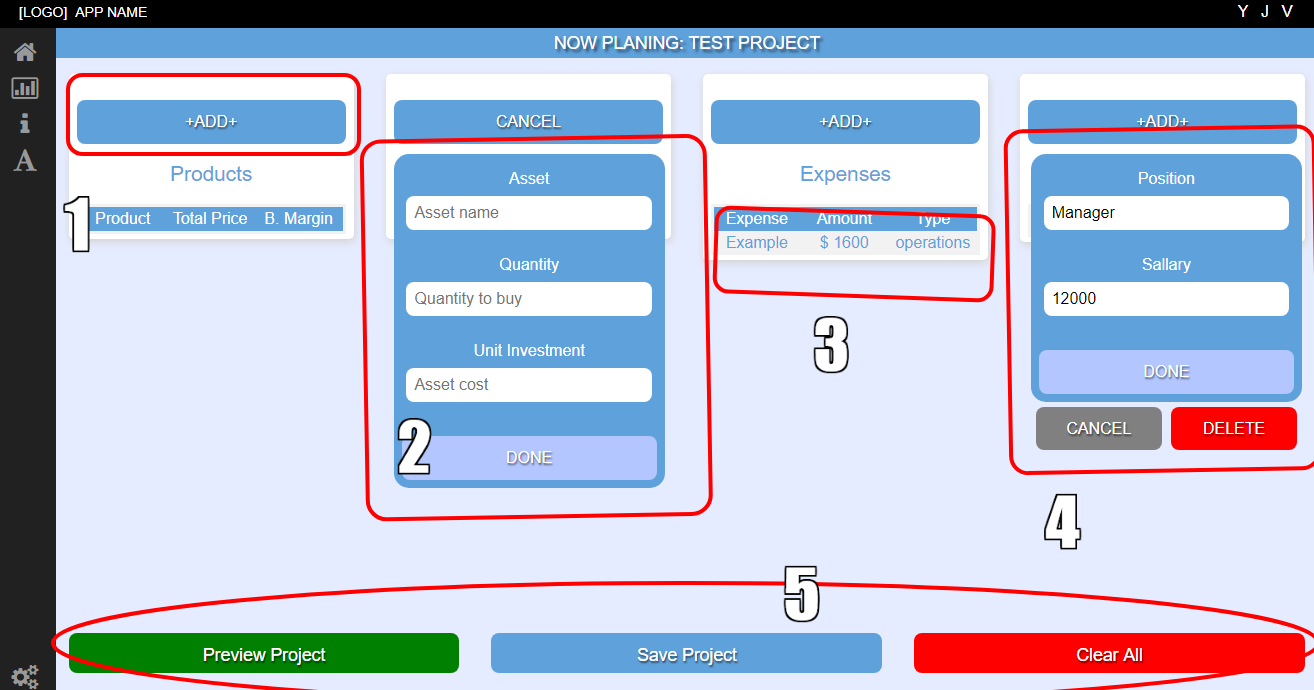 [LOGO] APP NAME
Y J V
NOW PLANING: TEST PROJECT
+ADD+
Products
Product Total Price B. Margin
1
CANCEL
Asset
Asset name
Quantity
Quantity to buy
Unit Investment
Asset cost
DONE
2
+ADD+
Expenses
Expense Amount Type
Example $ 1600 operations
3
+ADD+
Position
Manager
Sallary
12000
DONE
CANCEL DELETE
4
5
Preview Project
Save Project
Clear All